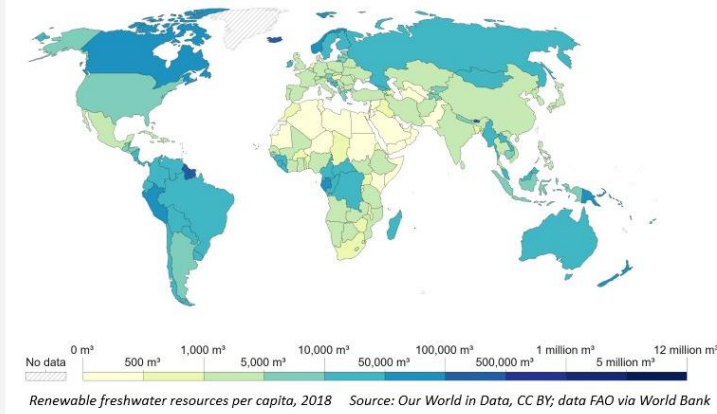 0 m³ 1,000 m³ 10,000 m³ 100,000 m³ 1 million m³ 12 million m³
No data 500 m³ 5,000 m³ 50,000 m³ 500,000 m³ 5 million m³
Renewable freshwater resources per capita, 2018 Source: Our World in Data, CC BY; data FAO via World Bank